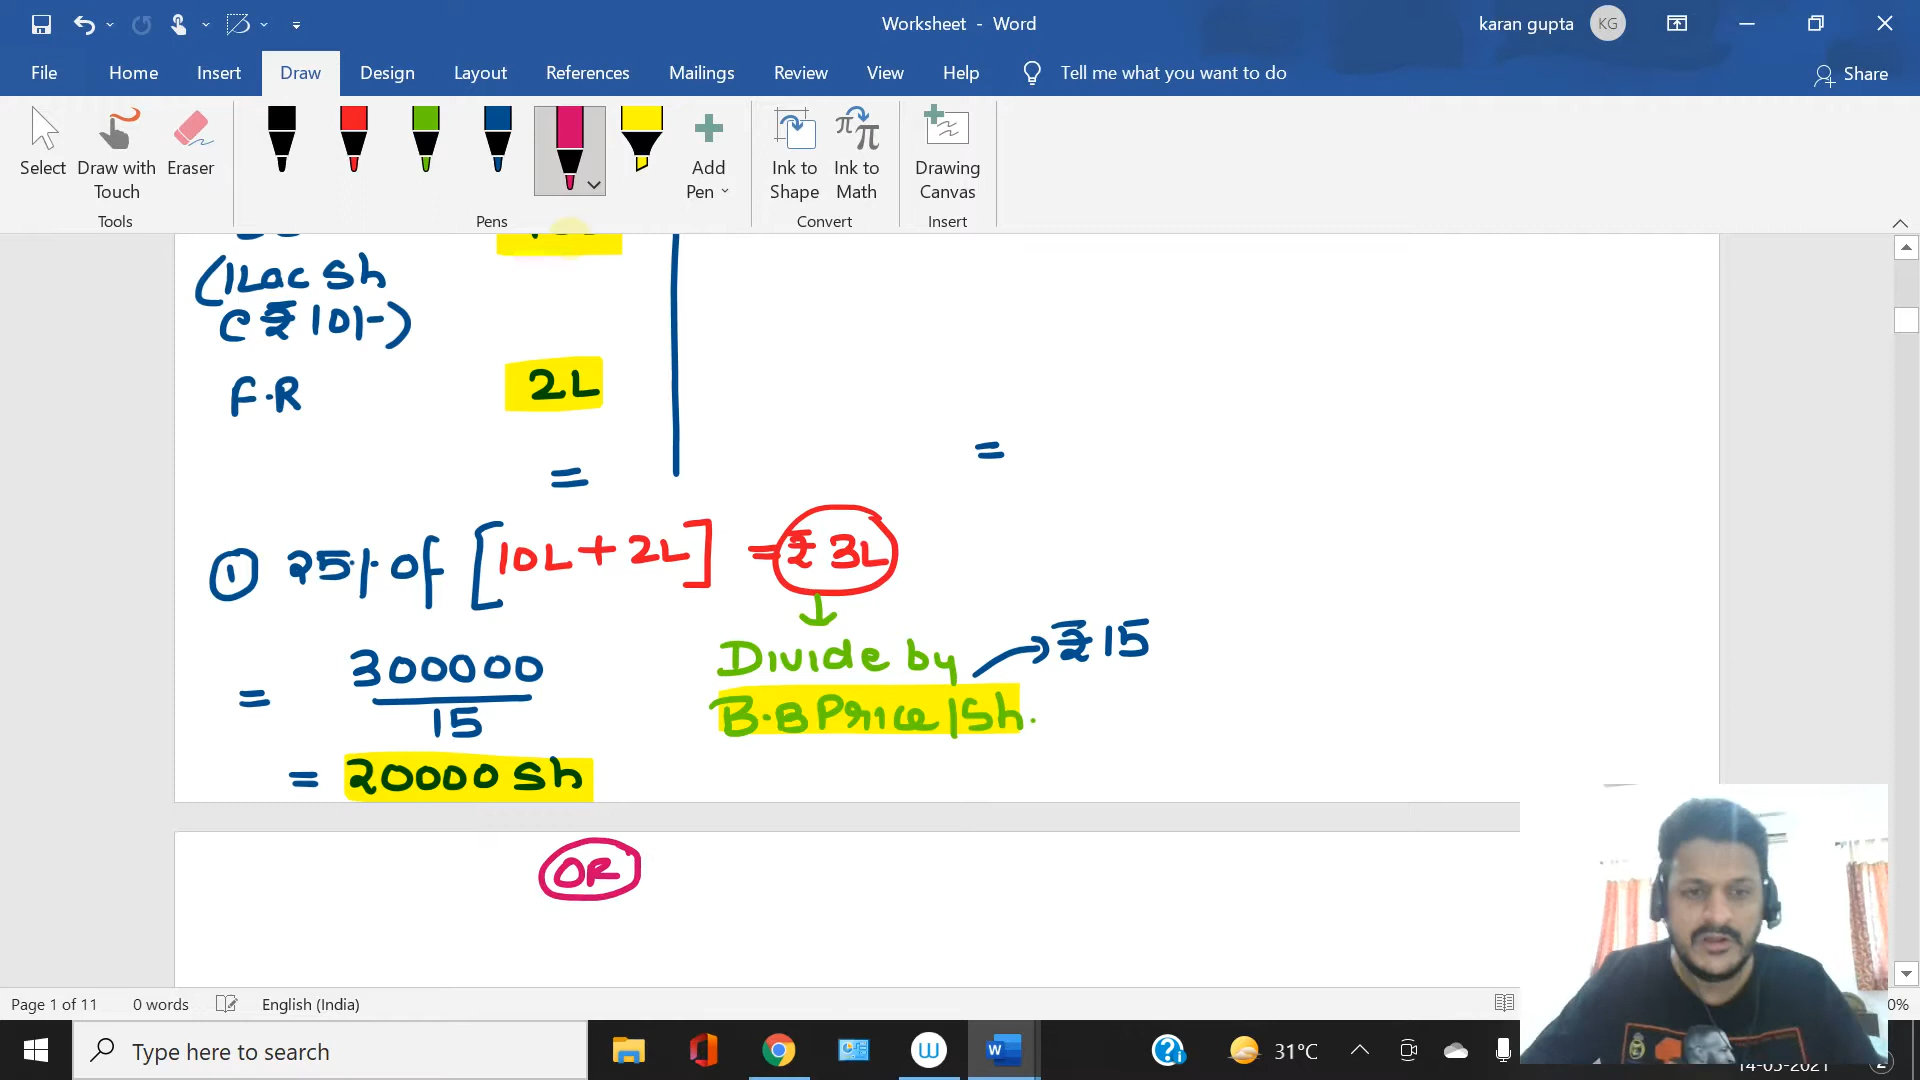 Worksheet - Word
karan gupta
KG
File Home Insert Draw Design Layout References Mailings Review View Help Tell me what you want to do Share
Select
Draw with Touch
Eraser
Tools
Pens
Add Pen
Ink to Shape
Ink to Math
Convert
Drawing Canvas
Insert
(1Lac Sh
@ ₹ 10/-)
F.R 2L
=
=
① 25% of [10L + 2L] = ₹ 3L
Divide by
B.B Price/Sh.
₹ 15
= 300000
15
= 20000 Sh
OR
Page 1 of 11 0 words English (India)
0%
Type here to search
31°C
14-05-2021